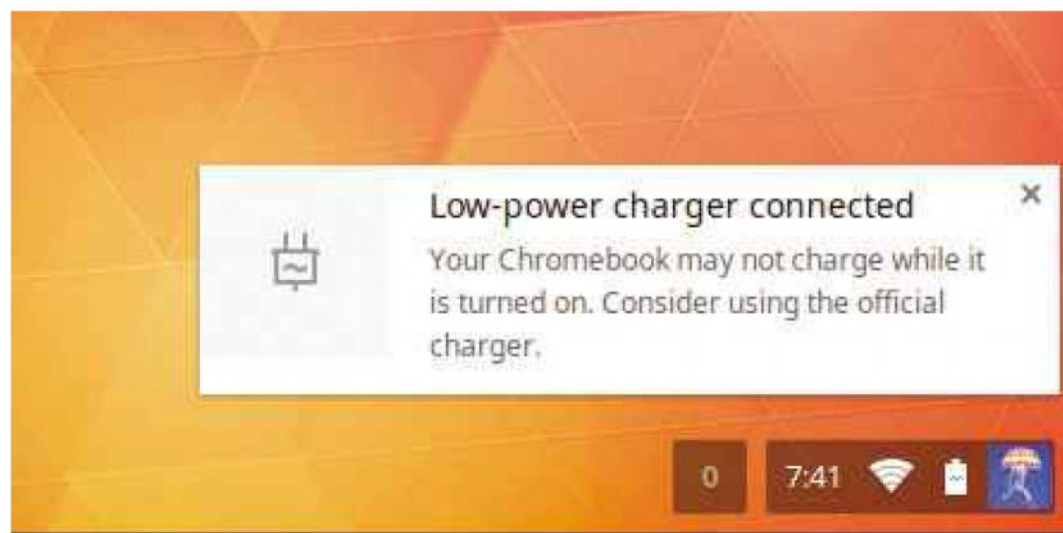 Low-power charger connected
Your Chromebook may not charge while it
is turned on. Consider using the official
charger.
0
7:41